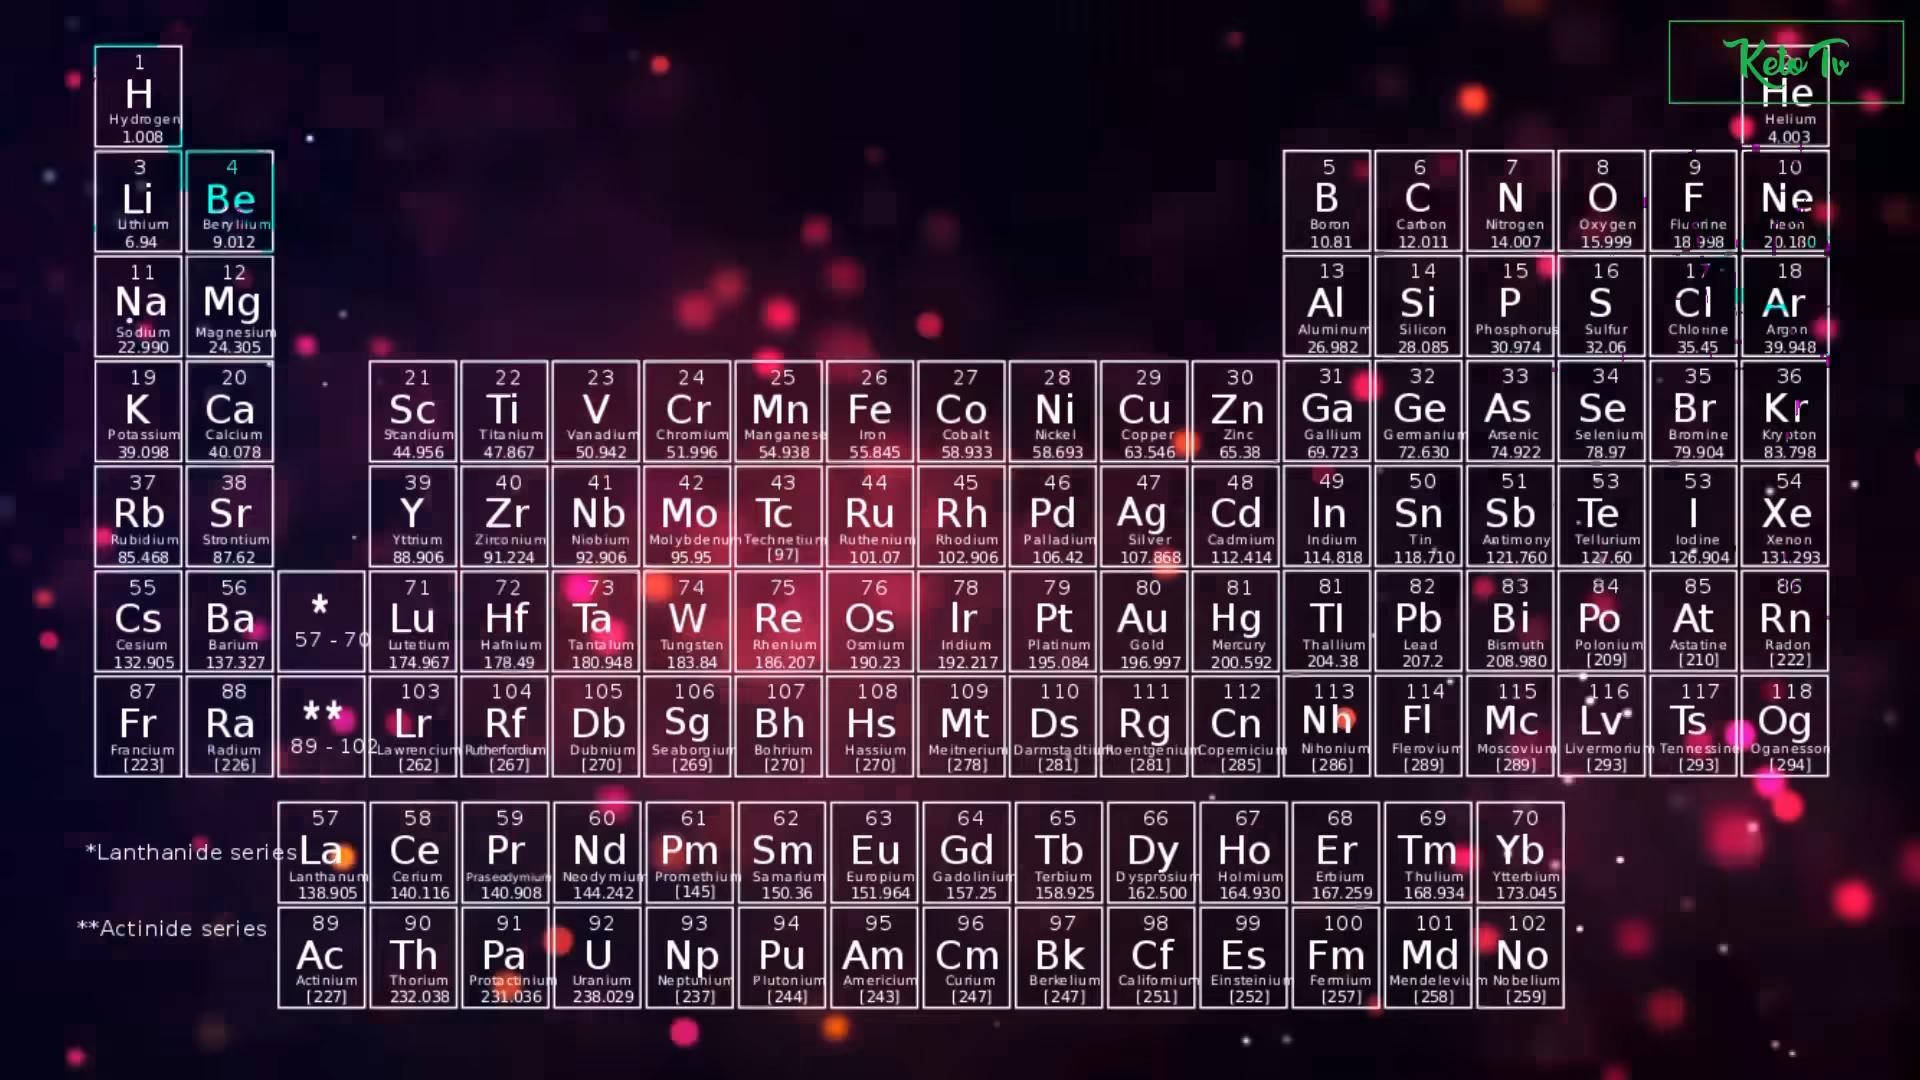 Keto Tv
1 2
H He
Hydrogen Helium
1.008 4.003
3 4 5 6 7 8 9 10
Li Be B C N O F Ne
Lithium Beryllium Boron Carbon Nitrogen Oxygen Fluorine Neon
6.94 9.012 10.81 12.011 14.007 15.999 18.998 20.180
11 12 13 14 15 16 17 18
Na Mg Al Si P S Cl Ar
Sodium Magnesium Aluminum Silicon Phosphorus Sulfur Chlorine Argon
22.990 24.305 26.982 28.085 30.974 32.06 35.45 39.948
19 20 21 22 23 24 25 26 27 28 29 30 31 32 33 34 35 36
K Ca Sc Ti V Cr Mn Fe Co Ni Cu Zn Ga Ge As Se Br Kr
Potassium Calcium Scandium Titanium Vanadium Chromium Manganese Iron Cobalt Nickel Copper Zinc Gallium Germanium Arsenic Selenium Bromine Krypton
39.098 40.078 44.956 47.867 50.942 51.996 54.938 55.845 58.933 58.693 63.546 65.38 69.723 72.630 74.922 78.97 79.904 83.798
37 38 39 40 41 42 43 44 45 46 47 48 49 50 51 53 53 54
Rb Sr Y Zr Nb Mo Tc Ru Rh Pd Ag Cd In Sn Sb Te I Xe
Rubidium Strontium Yttrium Zirconium Niobium Molybdenum Technetium Ruthenium Rhodium Palladium Silver Cadmium Indium Tin Antimony Tellurium Iodine Xenon
85.468 87.62 88.906 91.224 92.906 95.95 [97] 101.07 102.906 106.42 107.868 112.414 114.818 118.710 121.760 127.60 126.904 131.293
55 56 71 72 73 74 75 76 78 79 80 81 81 82 83 84 85 86
Cs Ba * Lu Hf Ta W Re Os Ir Pt Au Hg Tl Pb Bi Po At Rn
Cesium Barium 57 - 70 Lutetium Hafnium Tantalum Tungsten Rhenium Osmium Iridium Platinum Gold Mercury Thallium Lead Bismuth Polonium Astatine Radon
132.905 137.327 174.967 178.49 180.948 183.84 186.207 190.23 192.217 195.084 196.997 200.592 204.38 207.2 208.980 [209] [210] [222]
87 88 103 104 105 106 107 108 109 110 111 112 113 114 115 116 117 118
Fr Ra ** Lr Rf Db Sg Bh Hs Mt Ds Rg Cn Nh Fl Mc Lv Ts Og
Francium Radium 89 - 102 Lawrencium Rutherfordium Dubnium Seaborgium Bohrium Hassium Meitnerium Darmstadtium Roentgenium Copernicium Nihonium Flerovium Moscovium Livermorium Tennessine Oganesson
[223] [226] [262] [267] [270] [269] [270] [270] [278] [281] [281] [285] [286] [289] [289] [293] [293] [294]
57 58 59 60 61 62 63 64 65 66 67 68 69 70
*Lanthanide series La Ce Pr Nd Pm Sm Eu Gd Tb Dy Ho Er Tm Yb
Lanthanum Cerium Praseodymium Neodymium Promethium Samarium Europium Gadolinium Terbium Dysprosium Holmium Erbium Thulium Ytterbium
138.905 140.116 140.908 144.242 [145] 150.36 151.964 157.25 158.925 162.500 164.930 167.259 168.934 173.045
89 90 91 92 93 94 95 96 97 98 99 100 101 102
**Actinide series Ac Th Pa U Np Pu Am Cm Bk Cf Es Fm Md No
Actinium Thorium Protactinium Uranium Neptunium Plutonium Americium Curium Berkelium Californium Einsteinium Fermium Mendelevium Nobelium
[227] 232.038 231.036 238.029 [237] [244] [243] [247] [247] [251] [252] [257] [258] [259]